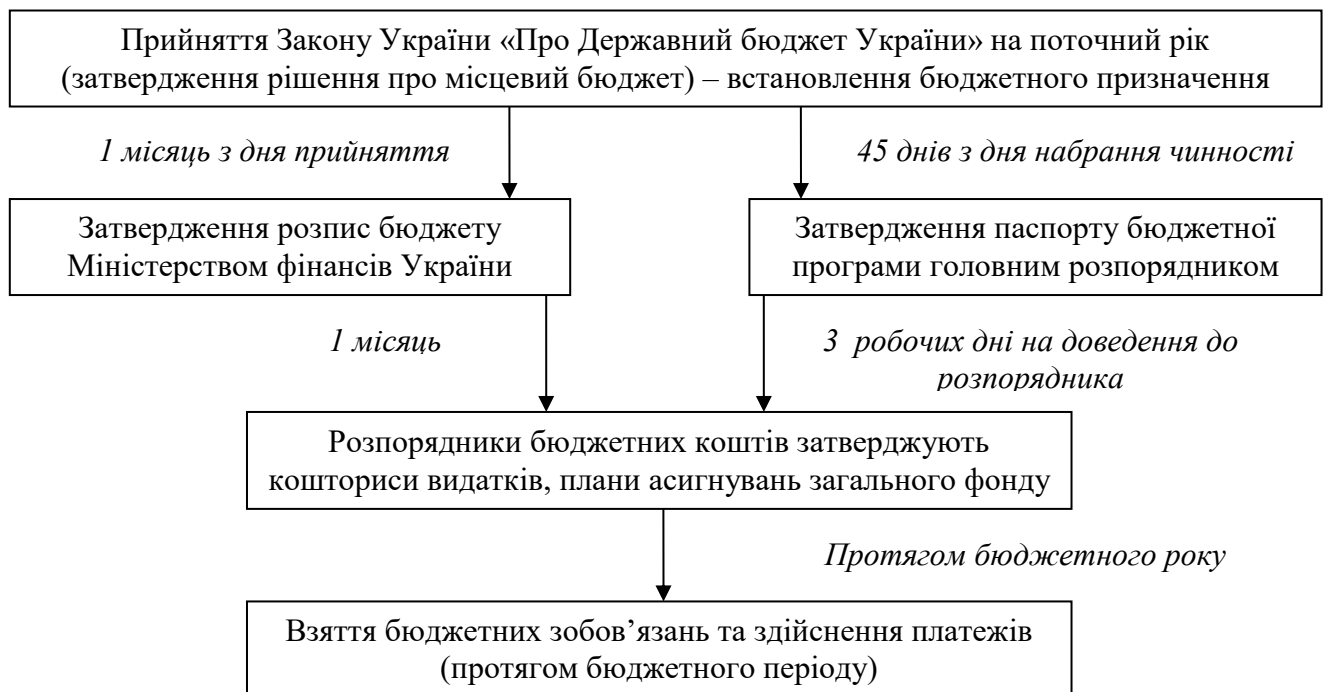 Прийняття Закону України «Про Державний бюджет України» на поточний рік
(затвердження рішення про місцевий бюджет) – встановлення бюджетного призначення
1 місяць з дня прийняття
45 днів з дня набрання чинності
Затвердження розпис бюджету
Міністерством фінансів України
Затвердження паспорту бюджетної
програми головним розпорядником
1 місяць
3 робочих дні на доведення до
розпорядника
Розпорядники бюджетних коштів затверджують
кошториси видатків, плани асигнувань загального фонду
Протягом бюджетного року
Взяття бюджетних зобов’язань та здійснення платежів
(протягом бюджетного періоду)